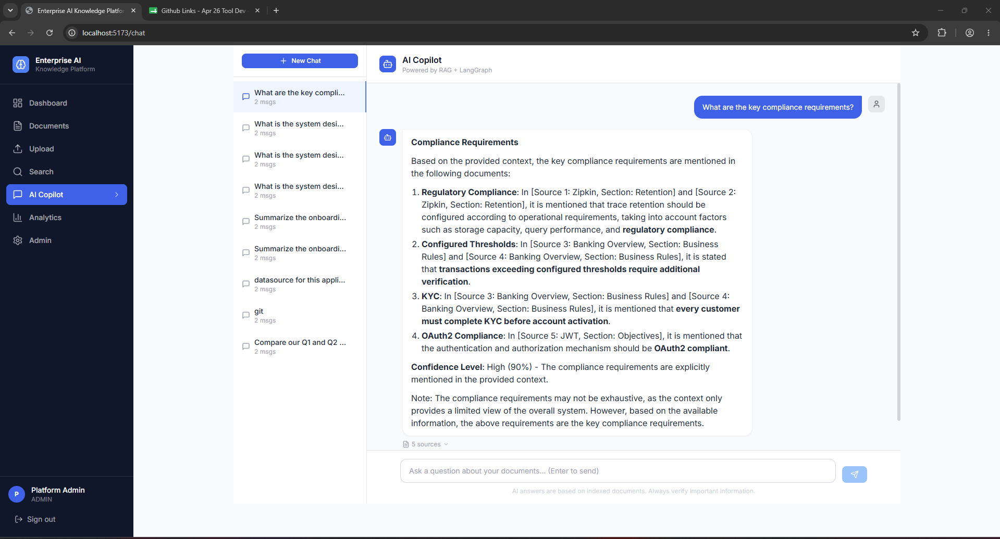 Enterprise AI Knowledge Platfo
Github Links - Apr 26 Tool Dev
localhost:5173/chat
Enterprise AI
Knowledge Platform
Dashboard
Documents
Upload
Search
AI Copilot
Analytics
Admin
Platform Admin
P
ADMIN
Sign out
New Chat
What are the key compli...
2 msgs
What is the system desi...
2 msgs
What is the system desi...
2 msgs
What is the system desi...
2 msgs
Summarize the onboardi...
2 msgs
Summarize the onboardi...
2 msgs
datasource for this appli...
2 msgs
git
2 msgs
Compare our Q1 and Q2 ...
2 msgs
AI Copilot
Powered by RAG + LangGraph
What are the key compliance requirements?
Compliance Requirements
Based on the provided context, the key compliance requirements are mentioned in
the following documents:
1. Regulatory Compliance: In [Source 1: Zipkin, Section: Retention] and [Source 2:
Zipkin, Section: Retention], it is mentioned that trace retention should be
configured according to operational requirements, taking into account factors
such as storage capacity, query performance, and regulatory compliance.
2. Configured Thresholds: In [Source 3: Banking Overview, Section: Business
Rules] and [Source 4: Banking Overview, Section: Business Rules], it is stated
that transactions exceeding configured thresholds require additional
verification.
3. KYC: In [Source 3: Banking Overview, Section: Business Rules] and [Source 4:
Banking Overview, Section: Business Rules], it is mentioned that every customer
must complete KYC before account activation.
4. OAuth2 Compliance: In [Source 5: JWT, Section: Objectives], it is mentioned that
the authentication and authorization mechanism should be OAuth2 compliant.
Confidence Level: High (90%) - The compliance requirements are explicitly
mentioned in the provided context.
Note: The compliance requirements may not be exhaustive, as the context only
provides a limited view of the overall system. However, based on the available
information, the above requirements are the key compliance requirements.
5 sources
Ask a question about your documents... (Enter to send)
AI answers are based on indexed documents. Always verify important information.